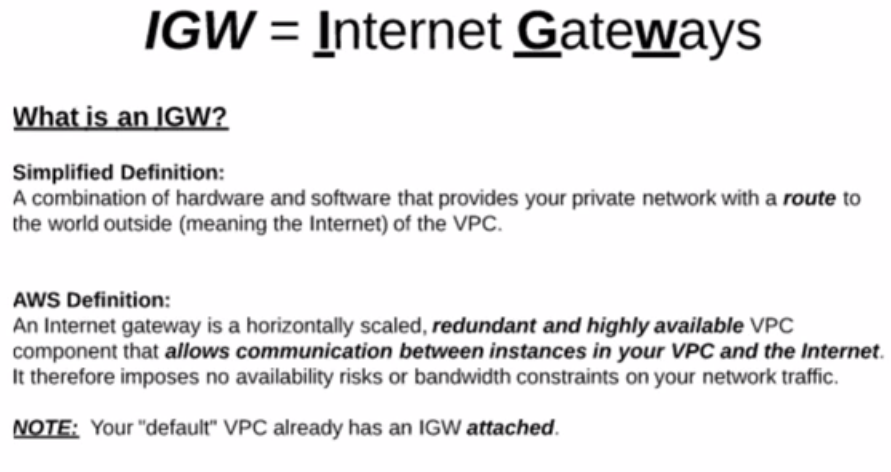 IGW = Internet Gateways
What is an IGW?
Simplified Definition:
A combination of hardware and software that provides your private network with a route to
the world outside (meaning the Internet) of the VPC.
AWS Definition:
An Internet gateway is a horizontally scaled, redundant and highly available VPC
component that allows communication between instances in your VPC and the Internet.
It therefore imposes no availability risks or bandwidth constraints on your network traffic.
NOTE: Your "default" VPC already has an IGW attached.